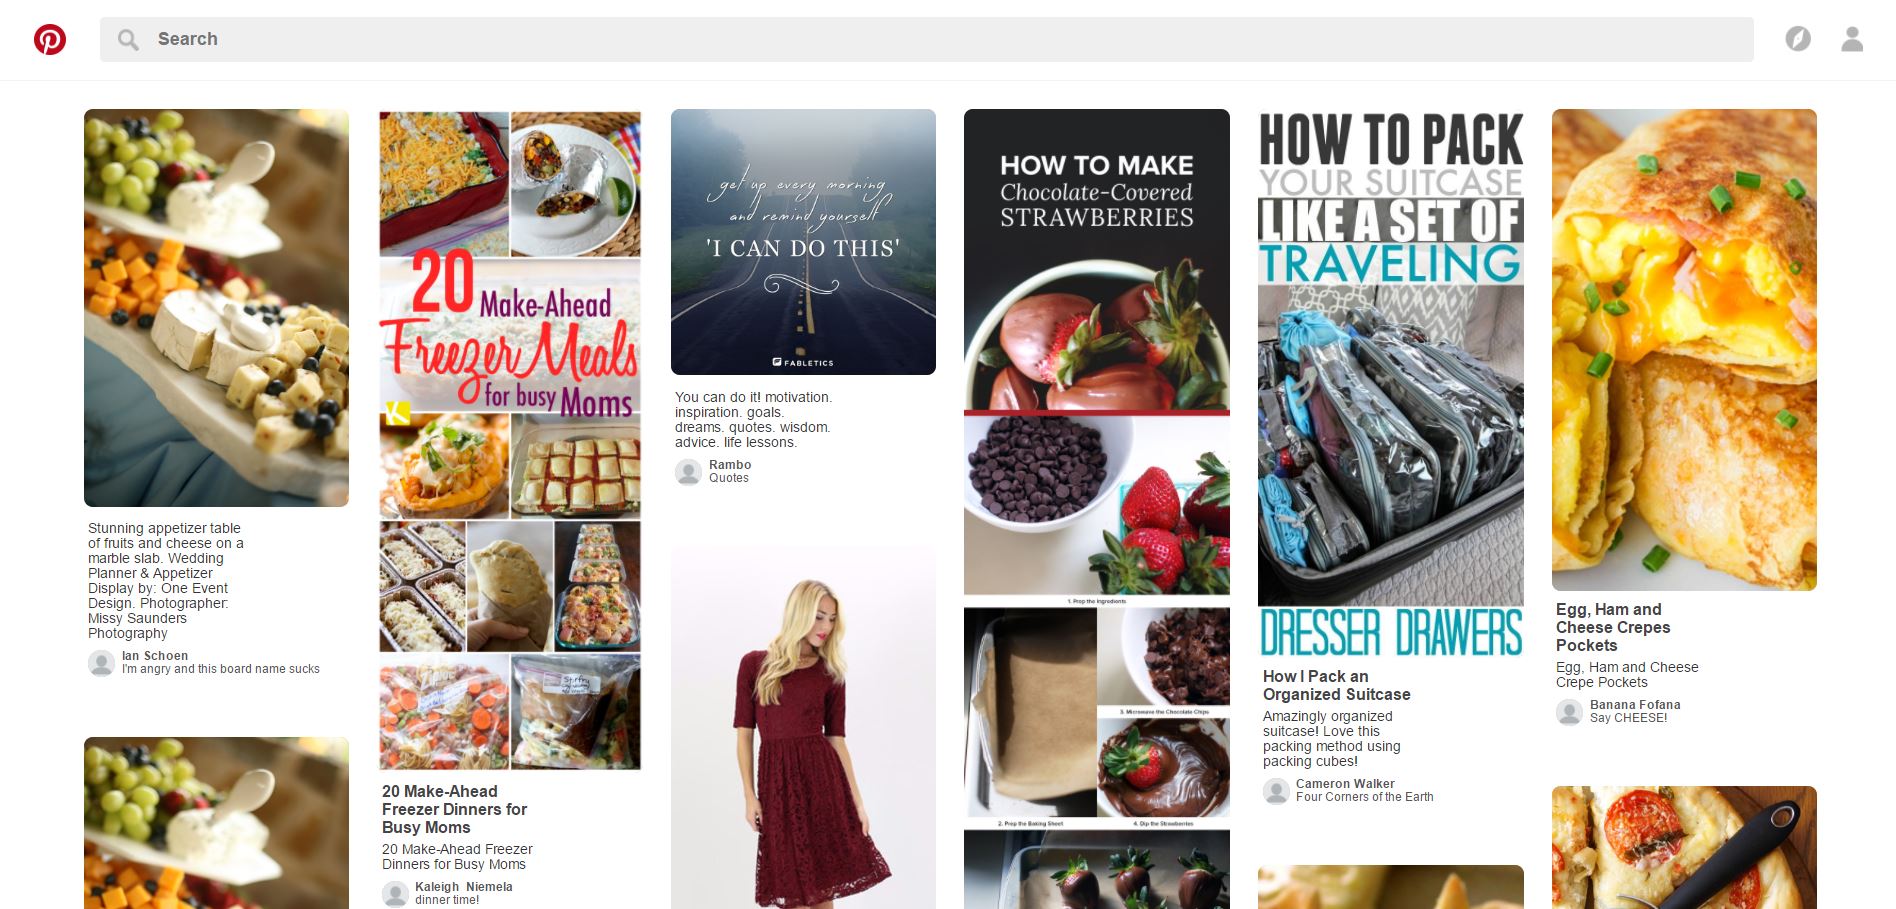 Search
Stunning appetizer table
of fruits and cheese on a
marble slab. Wedding
Planner & Appetizer
Display by: One Event
Design. Photographer:
Missy Saunders
Photography
Ian Schoen
I'm angry and this board name sucks
20 Make-Ahead
Freezer Meals
for busy Moms
K
Stirfry
20 Make-Ahead
Freezer Dinners for
Busy Moms
20 Make-Ahead Freezer
Dinners for Busy Moms
Kaleigh Niemela
dinner time!
get up every morning
and remind yourself
'I CAN DO THIS'
FABLETICS
You can do it! motivation.
inspiration. goals.
dreams. quotes. wisdom.
advice. life lessons.
Rambo
Quotes
HOW TO MAKE
Chocolate-Covered
STRAWBERRIES
1. Prep the Ingredients
3. Microwave the Chocolate Chips
2. Prep the Baking Sheet
4. Dip the Strawberries
HOW TO PACK
YOUR SUITCASE
LIKE A SET OF
TRAVELING
DRESSER DRAWERS
How I Pack an
Organized Suitcase
Amazingly organized
suitcase! Love this
packing method using
packing cubes!
Cameron Walker
Four Corners of the Earth
Egg, Ham and
Cheese Crepes
Pockets
Egg, Ham and Cheese
Crepe Pockets
Banana Fofana
Say CHEESE!